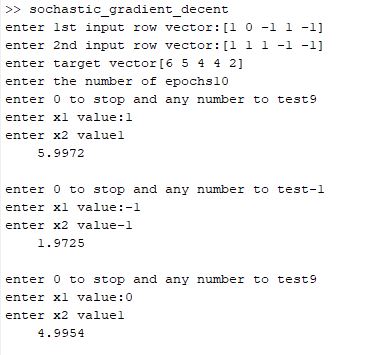 >> sochastic_gradient_decent
enter 1st input row vector:[1 0 -1 1 -1]
enter 2nd input row vector:[1 1 1 -1 -1]
enter target vector[6 5 4 4 2]
enter the number of epochs10
enter 0 to stop and any number to test9
enter x1 value:1
enter x2 value1
5.9972
enter 0 to stop and any number to test-1
enter x1 value:-1
enter x2 value-1
1.9725
enter 0 to stop and any number to test9
enter x1 value:0
enter x2 value1
4.9954